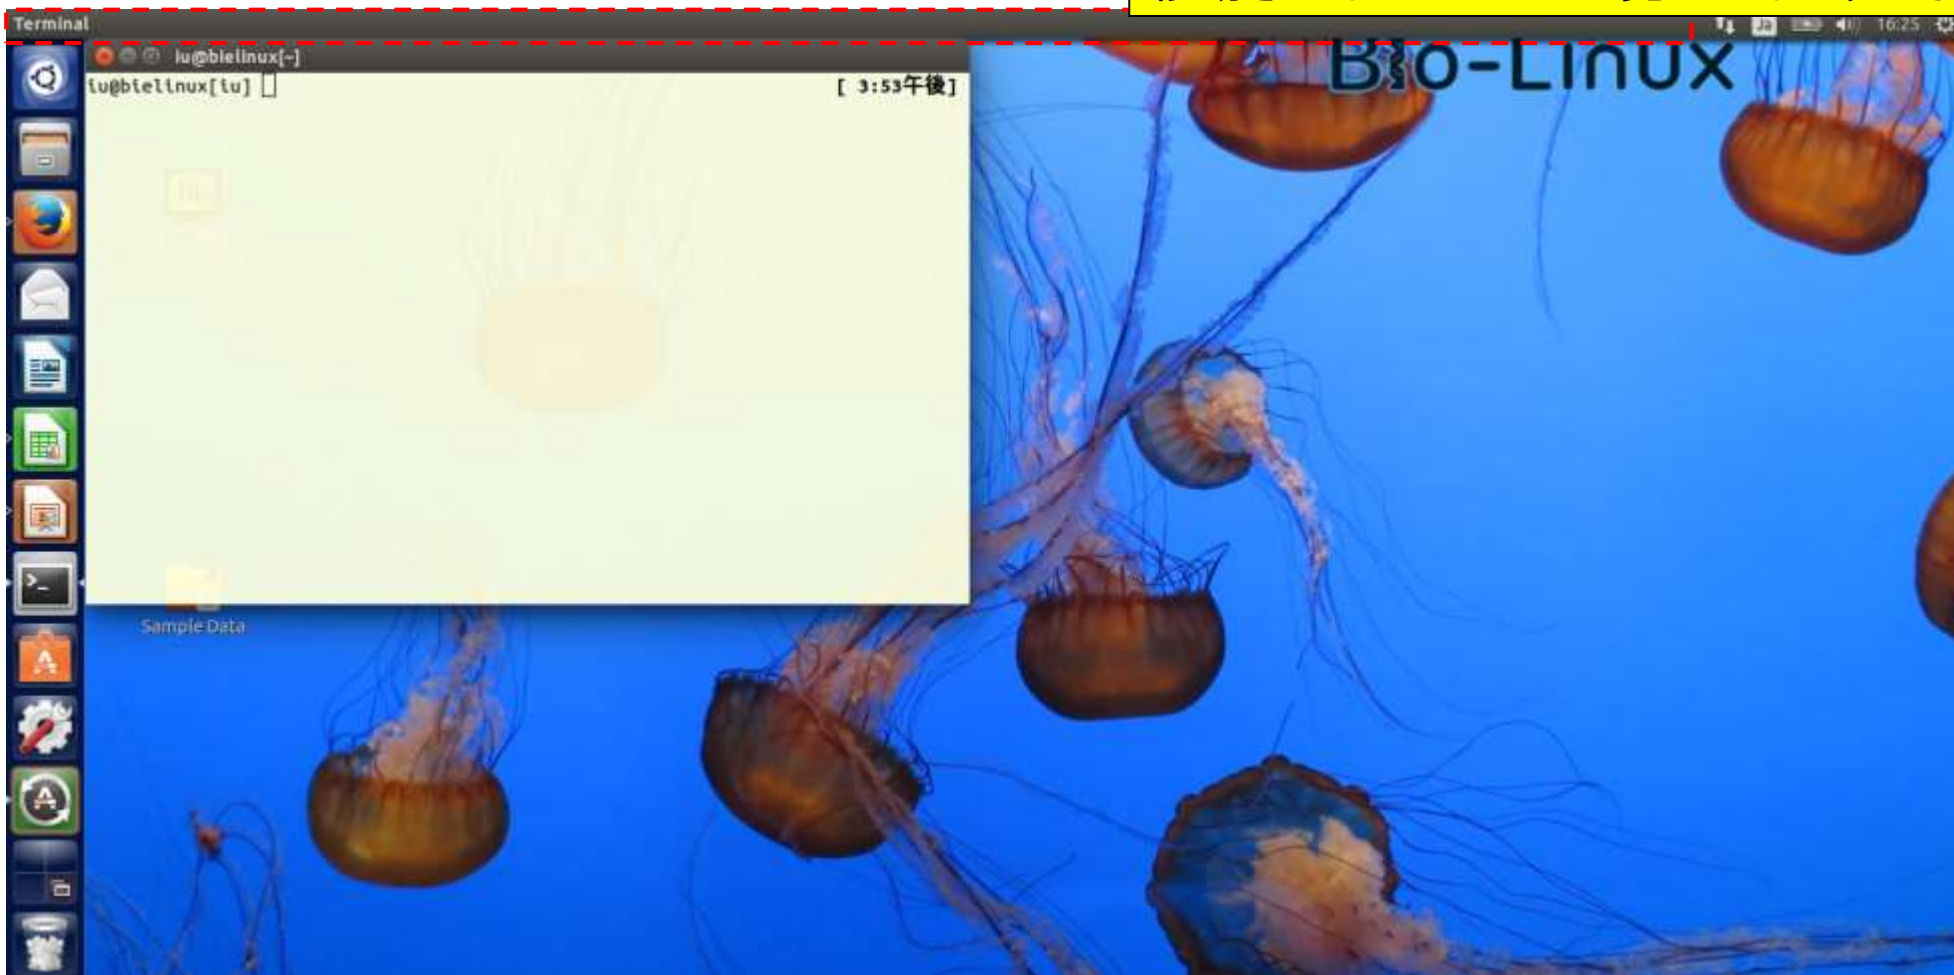 Terminal
16:25
iu@bielinux[~]
iu@bielinux[iu]
[ 3:53午後]
Bio-Linux
Sample Data